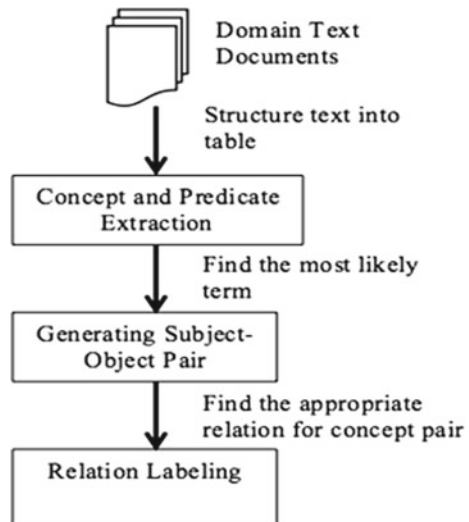 Domain Text
Documents
Structure text into
table
Concept and Predicate
Extraction
Find the most likely
term
Generating Subject-
Object Pair
Find the appropriate
relation for concept pair
Relation Labeling